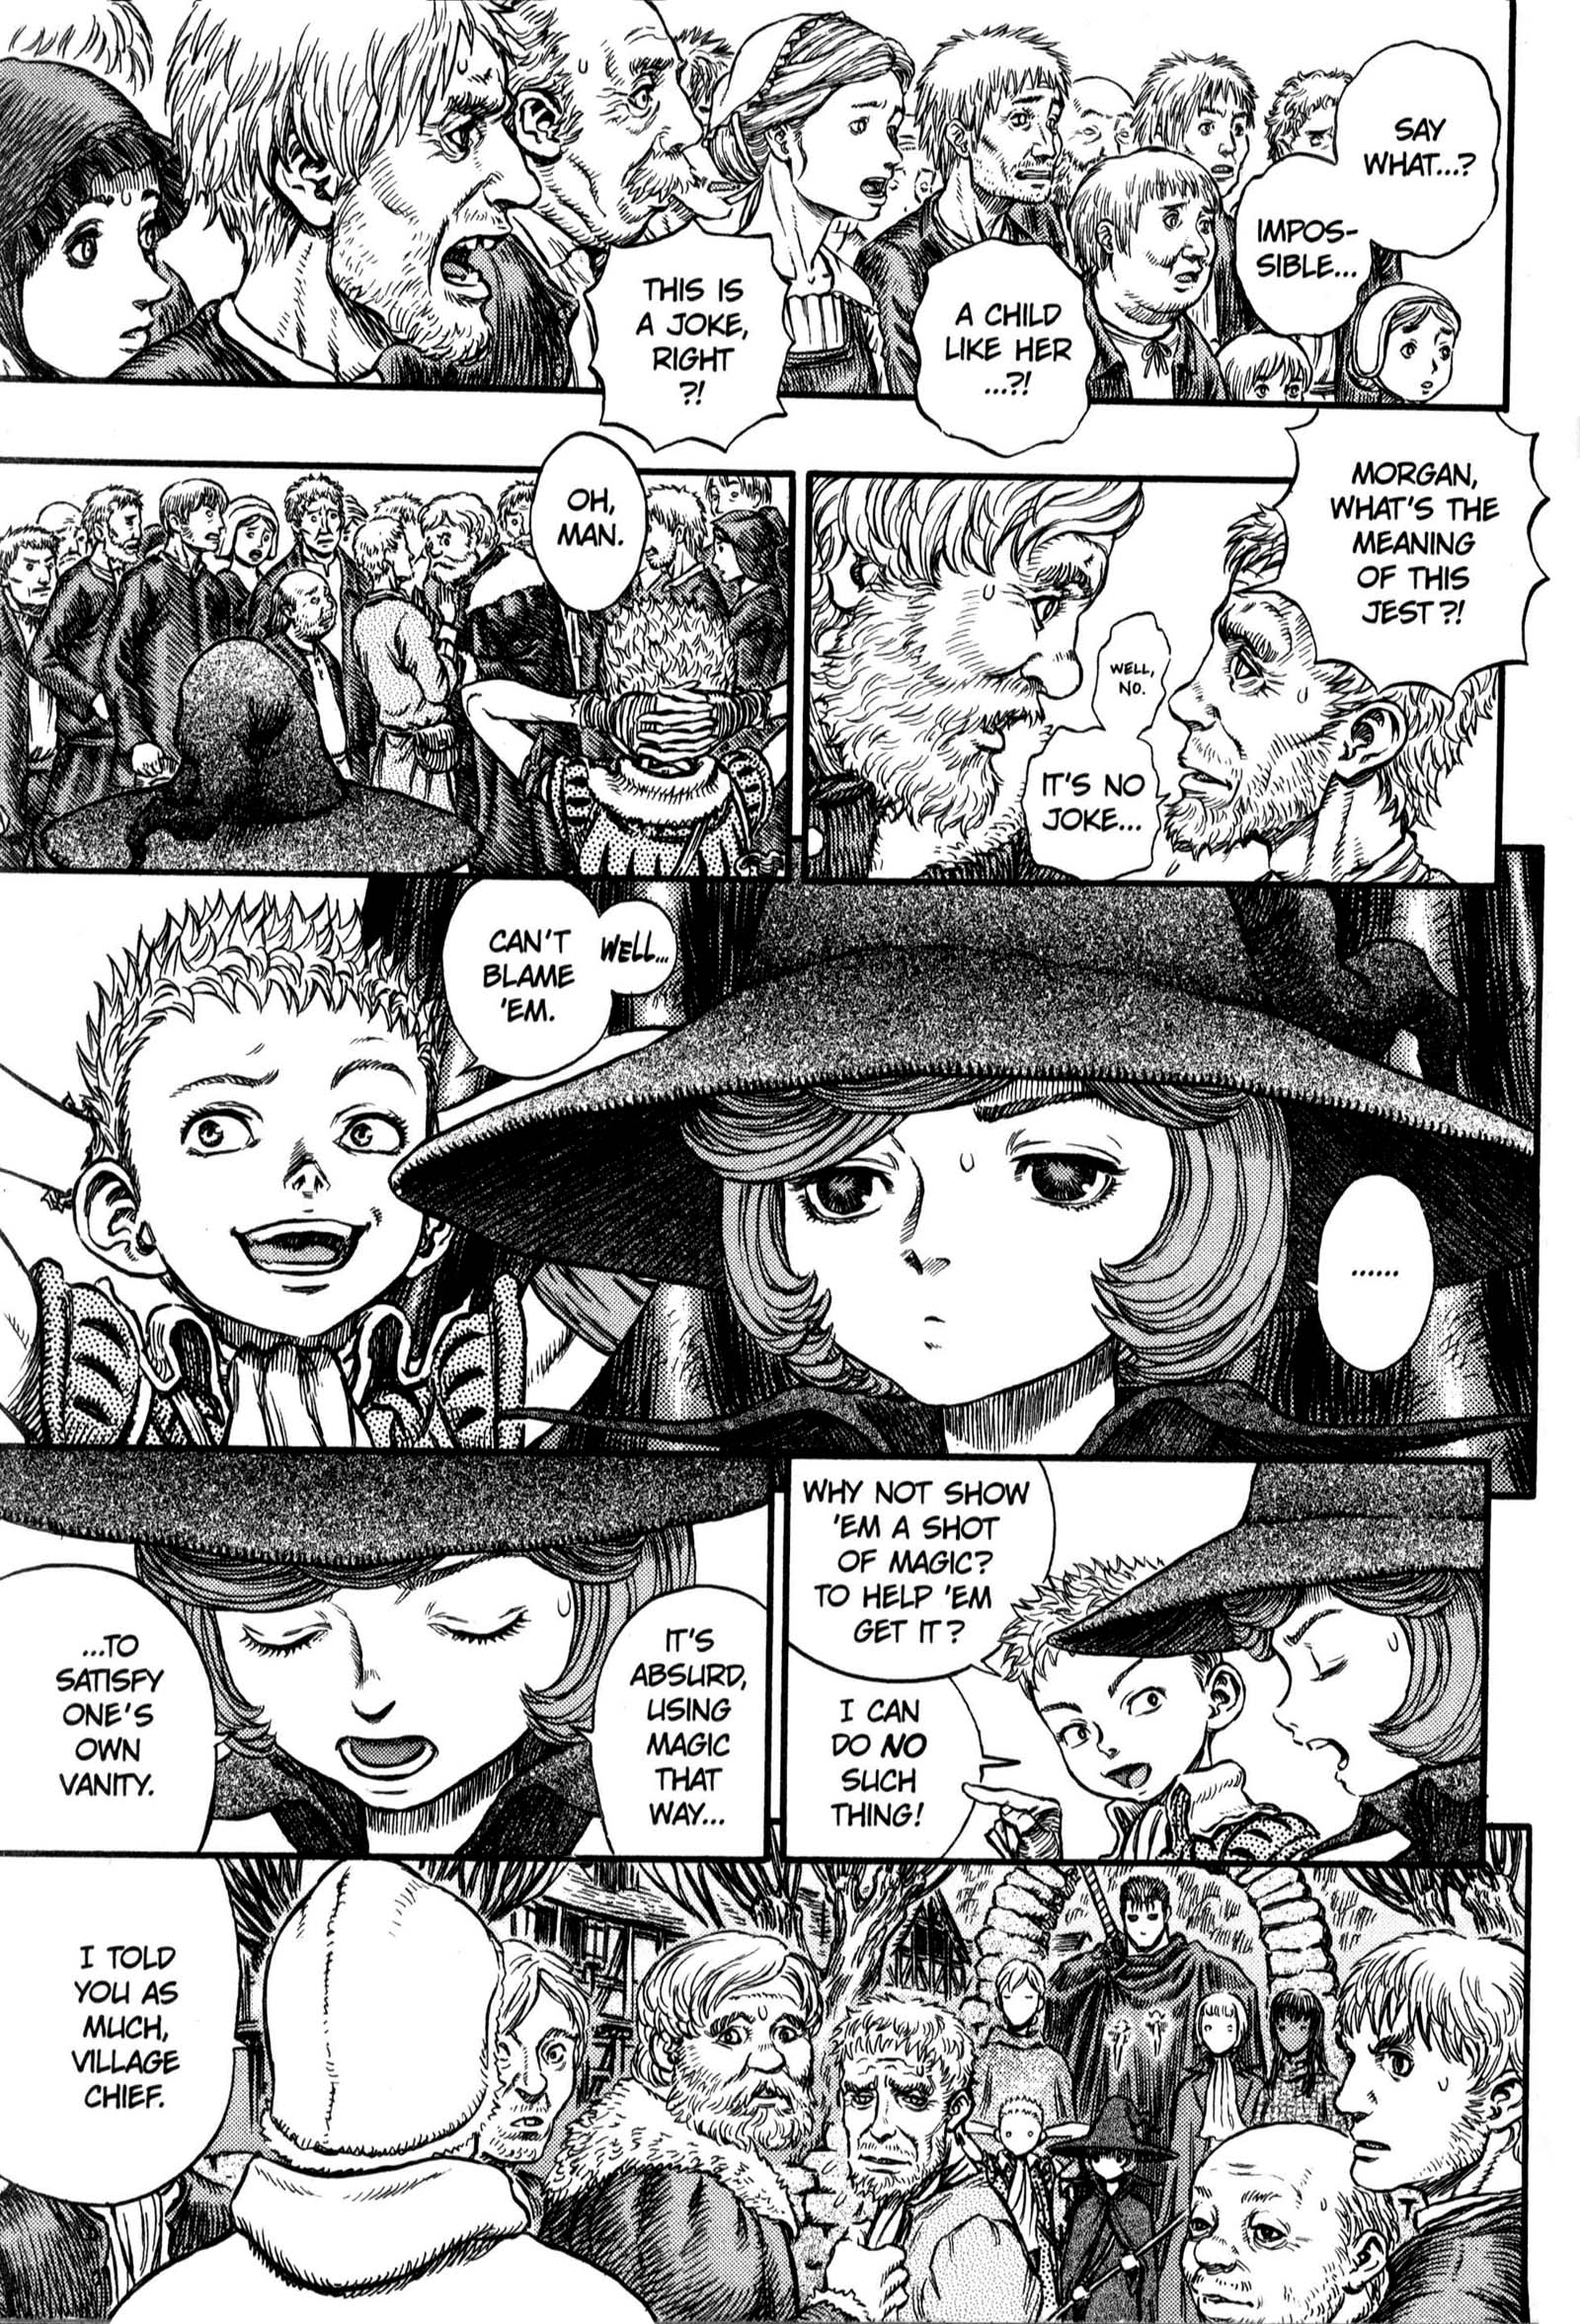 SAY
WHAT...?
IMPOS-
SIBLE...
A CHILD
LIKE HER
...?!
THIS IS
A JOKE,
RIGHT
?!
MORGAN,
WHAT'S THE
MEANING
OF THIS
JEST?!
WELL,
NO.
IT'S NO
JOKE...
OH,
MAN.
WELL...
CAN'T
BLAME
'EM.
......
WHY NOT SHOW
'EM A SHOT
OF MAGIC?
TO HELP 'EM
GET IT?
I CAN
DO NO
SUCH
THING!
IT'S
ABSURD,
USING
MAGIC
THAT
WAY...
...TO
SATISFY
ONE'S
OWN
VANITY.
I TOLD
YOU AS
MUCH,
VILLAGE
CHIEF.